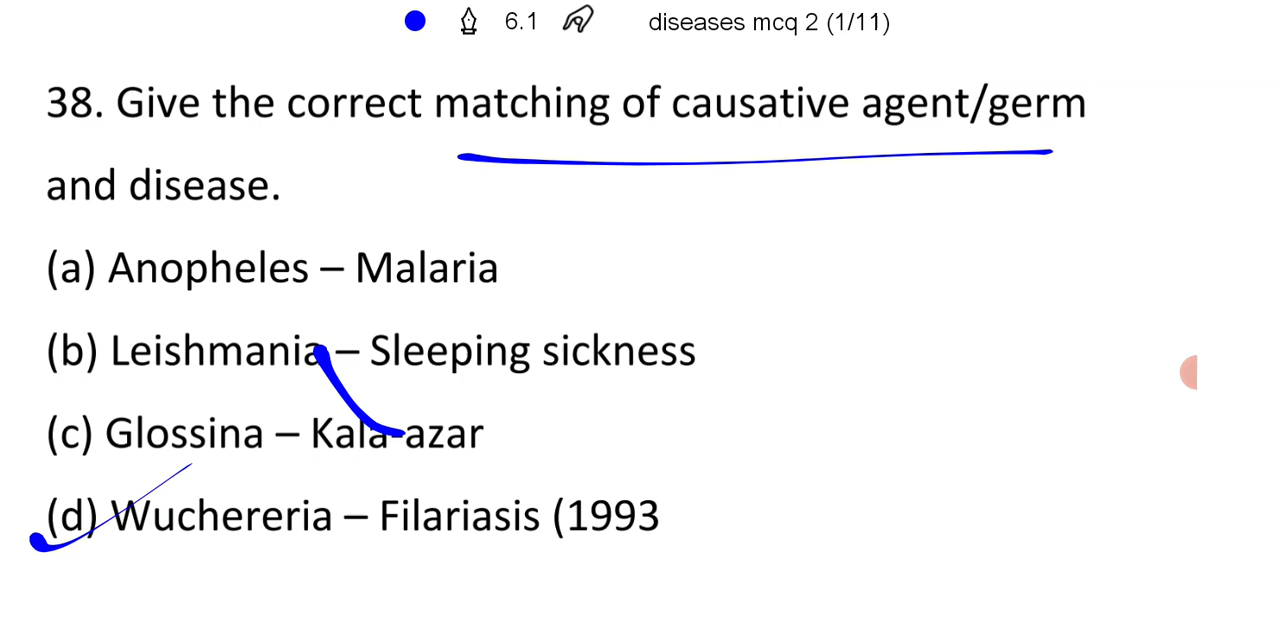 6.1 diseases mcq 2 (1/11)
38. Give the correct matching of causative agent/germ
and disease.
(a) Anopheles – Malaria
(b) Leishmania – Sleeping sickness
(c) Glossina – Kala-azar
(d) Wuchereria – Filariasis (1993